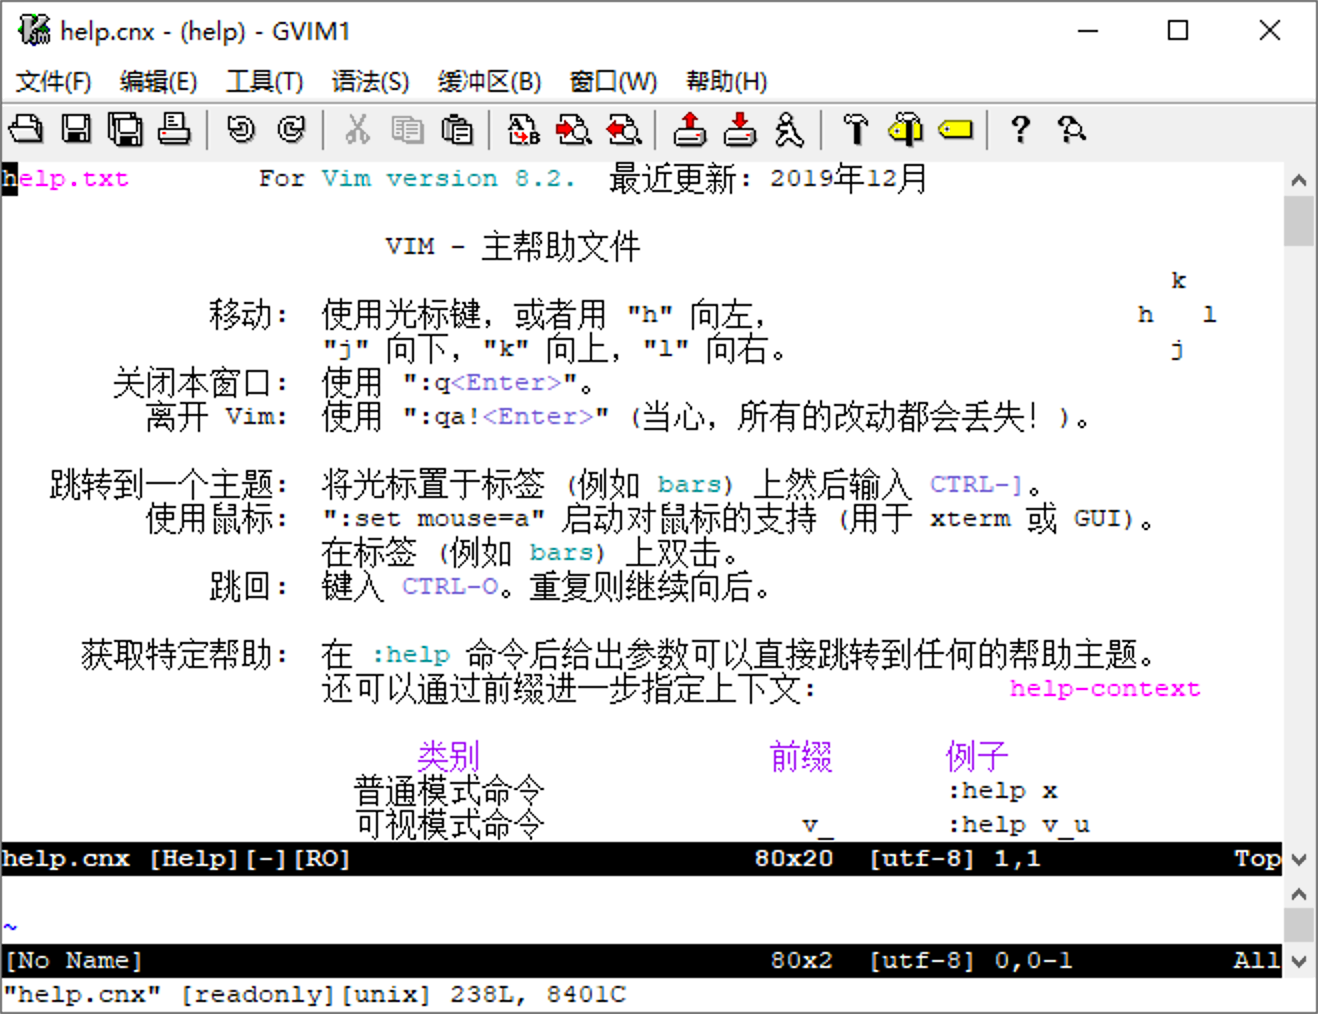 help.cnx - (help) - GVIM1
文件(F) 编辑(E) 工具(T) 语法(S) 缓冲区(B) 窗口(W) 帮助(H)
help.txt For Vim version 8.2. 最近更新: 2019年12月
VIM - 主帮助文件
k
移动: 使用光标键, 或者用 "h" 向左, h l
"j" 向下, "k" 向上, "l" 向右。 j
关闭本窗口: 使用 ":q<Enter>"。
离开 Vim: 使用 ":qa!<Enter>" (当心, 所有的改动都会丢失! )。
跳转到一个主题: 将光标置于标签 (例如 bars) 上然后输入 CTRL-]。
使用鼠标: ":set mouse=a" 启动对鼠标的支持 (用于 xterm 或 GUI)。
在标签 (例如 bars) 上双击。
跳回: 键入 CTRL-O。重复则继续向后。
获取特定帮助: 在 :help 命令后给出参数可以直接跳转到任何的帮助主题。
还可以通过前缀进一步指定上下文: help-context
类别 前缀 例子
普通模式命令 :help x
可视模式命令 v_ :help v_u
help.cnx [Help][-][RO] 80x20 [utf-8] 1,1 Top
~
[No Name] 80x2 [utf-8] 0,0-1 All
"help.cnx" [readonly][unix] 238L, 8401C